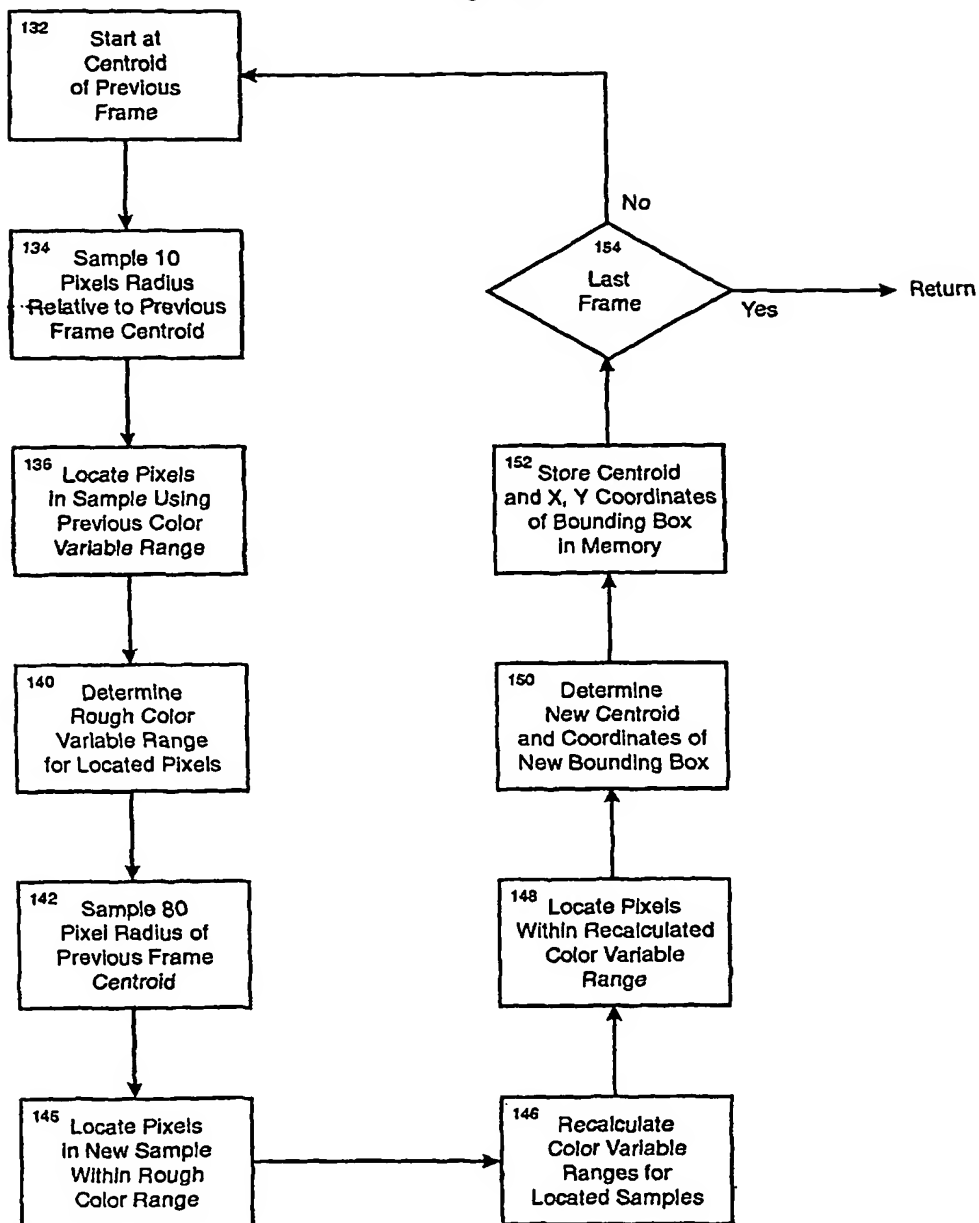 132
Start at
Centroid
of Previous
Frame
134
Sample 10
Pixels Radius
Relative to Previous
Frame Centroid
136
Locate Pixels
in Sample Using
Previous Color
Variable Range
140
Determine
Rough Color
Variable Range
for Located Pixels
142
Sample 80
Pixel Radius of
Previous Frame
Centroid
145
Locate Pixels
in New Sample
Within Rough
Color Range
146
Recalculate
Color Variable
Ranges for
Located Samples
148
Locate Pixels
Within Recalculated
Color Variable
Range
150
Determine
New Centroid
and Coordinates of
New Bounding Box
152
Store Centroid
and X, Y Coordinates
of Bounding Box
in Memory
154
Last
Frame
No
Yes
Return